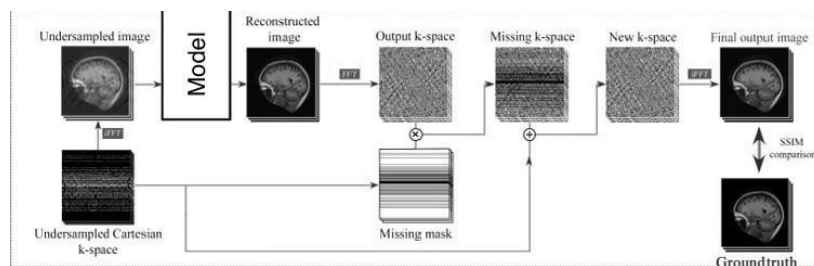 Undersampled image
Model
Reconstructed
image
Output k-space
Missing k-space
New k-space
Final output image
FFT
iFFT
iFFT
SSIM
comparison
Undersampled Cartesian
k-space
Missing mask
Groundtruth